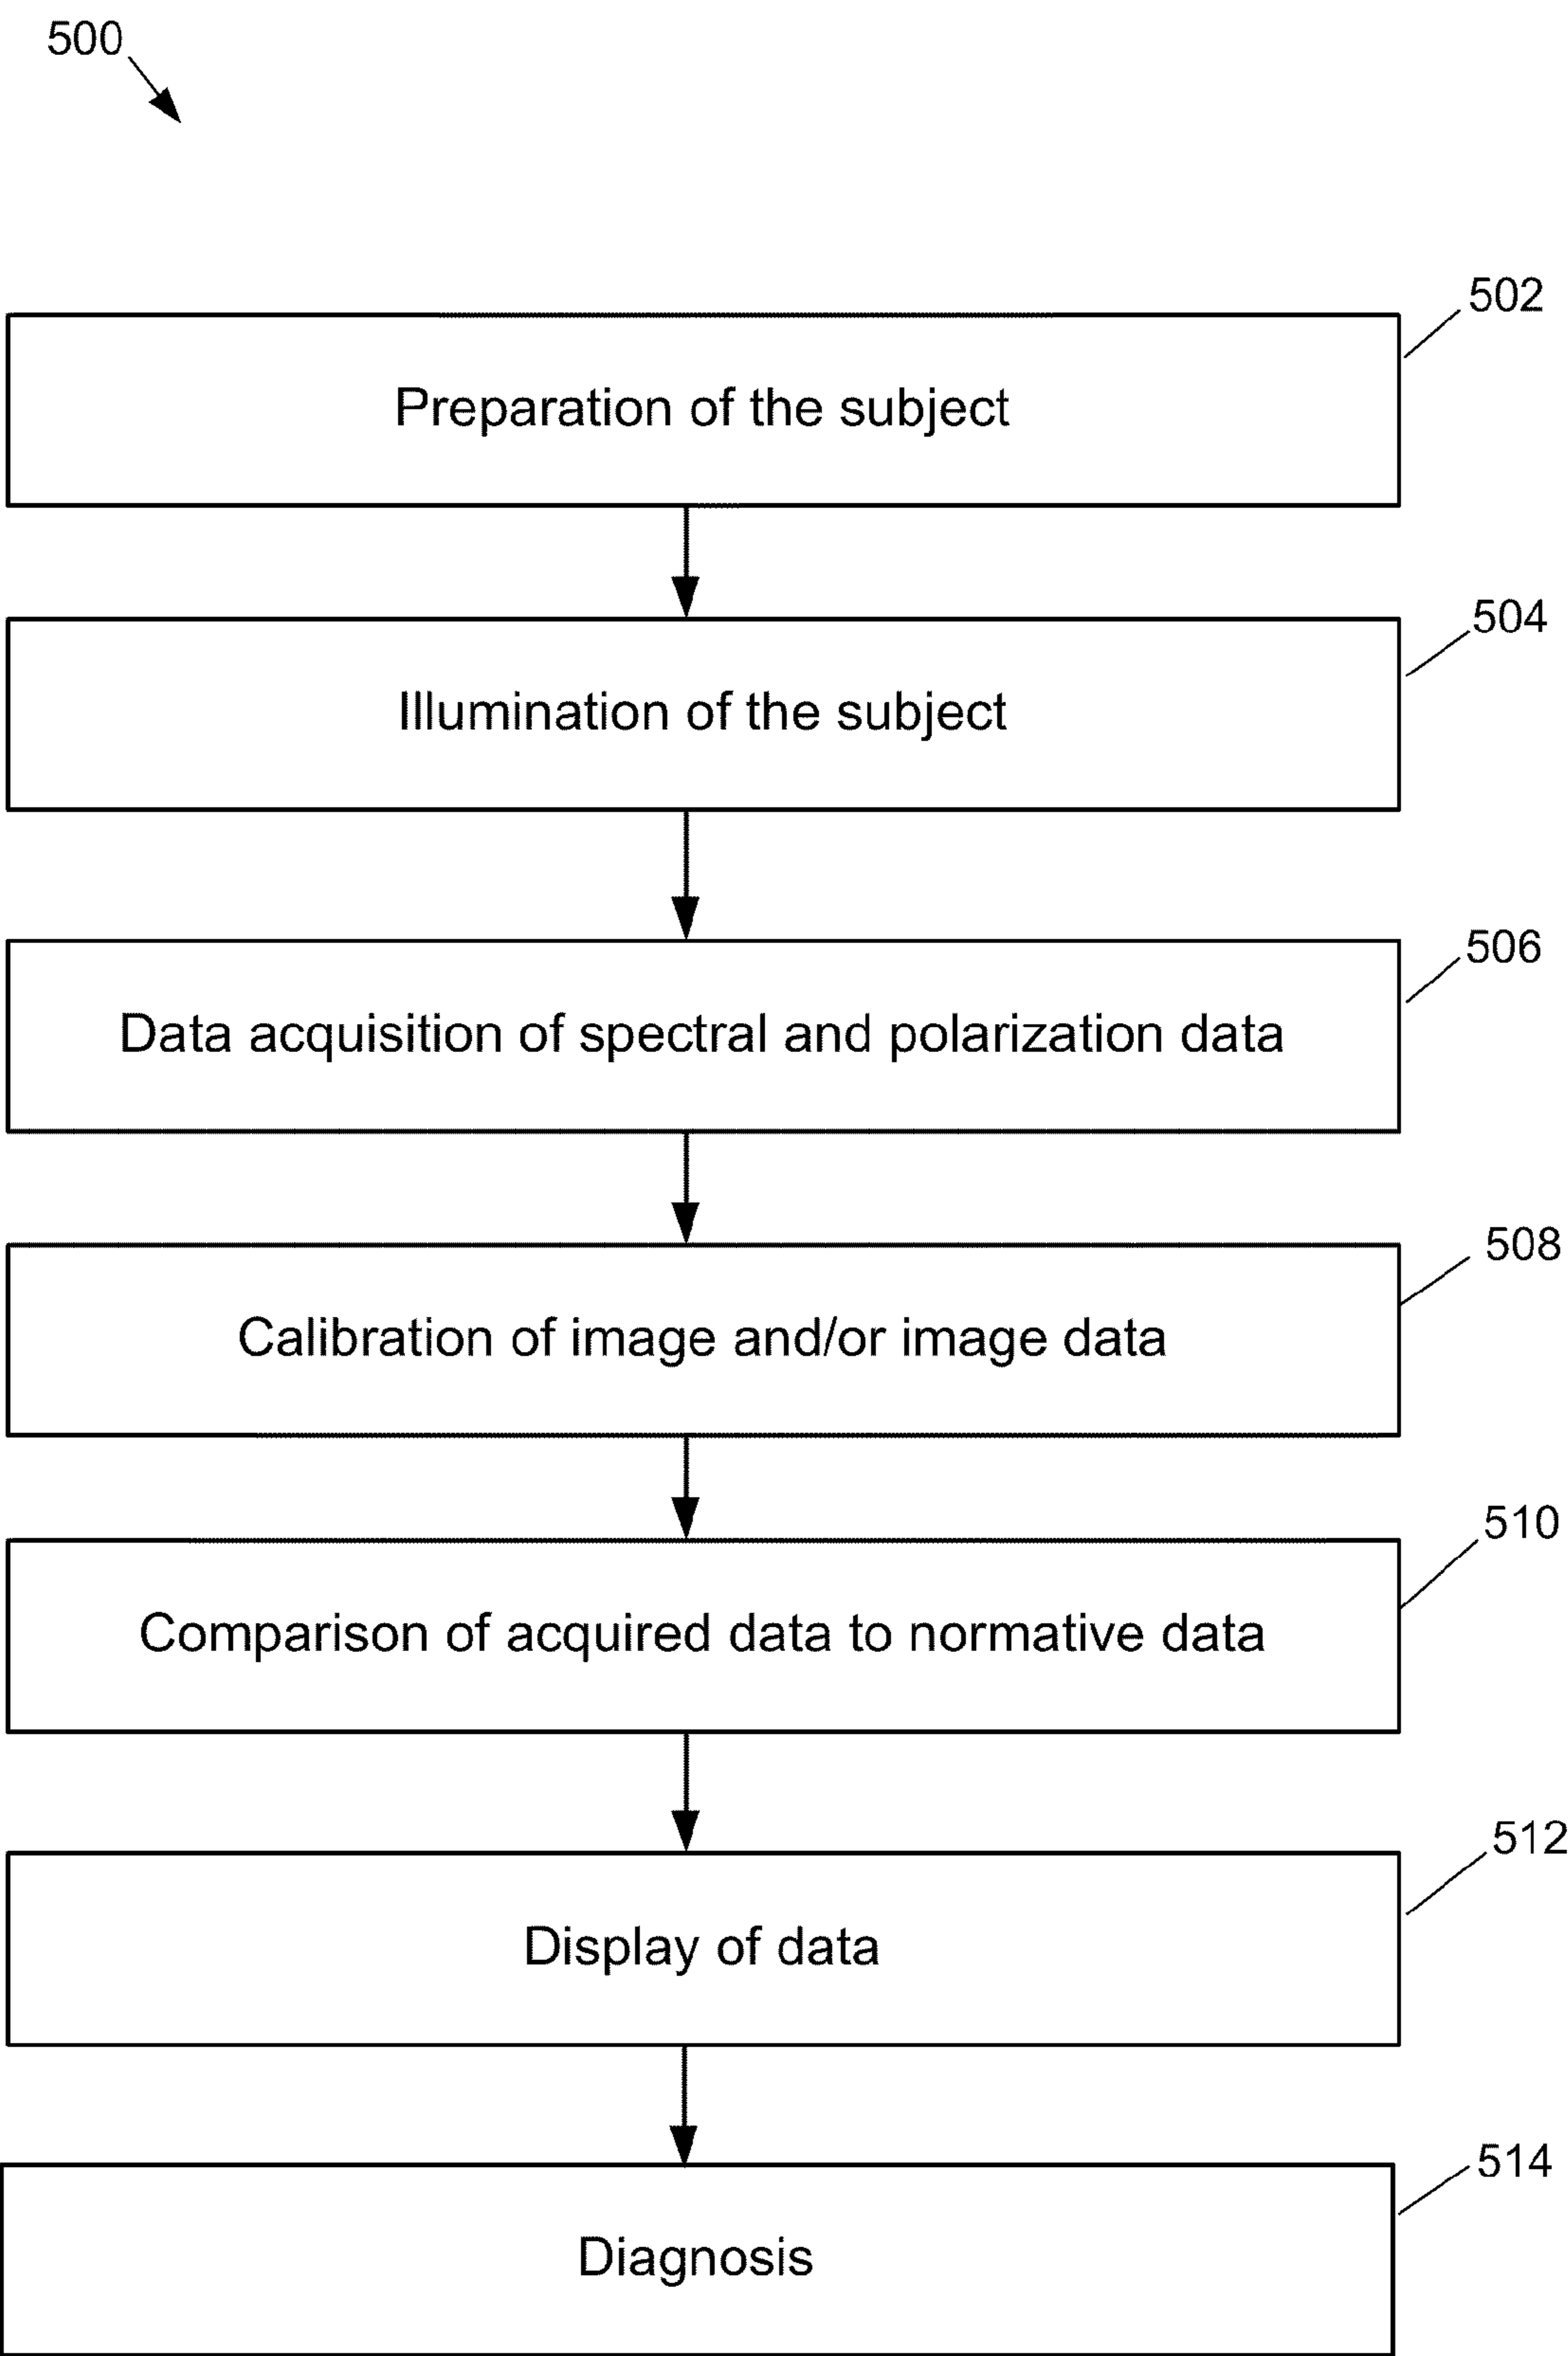 500
502
Preparation of the subject
504
Illumination of the subject
506
Data acquisition of spectral and polarization data
508
Calibration of image and/or image data
510
Comparison of acquired data to normative data
512
Display of data
514
Diagnosis